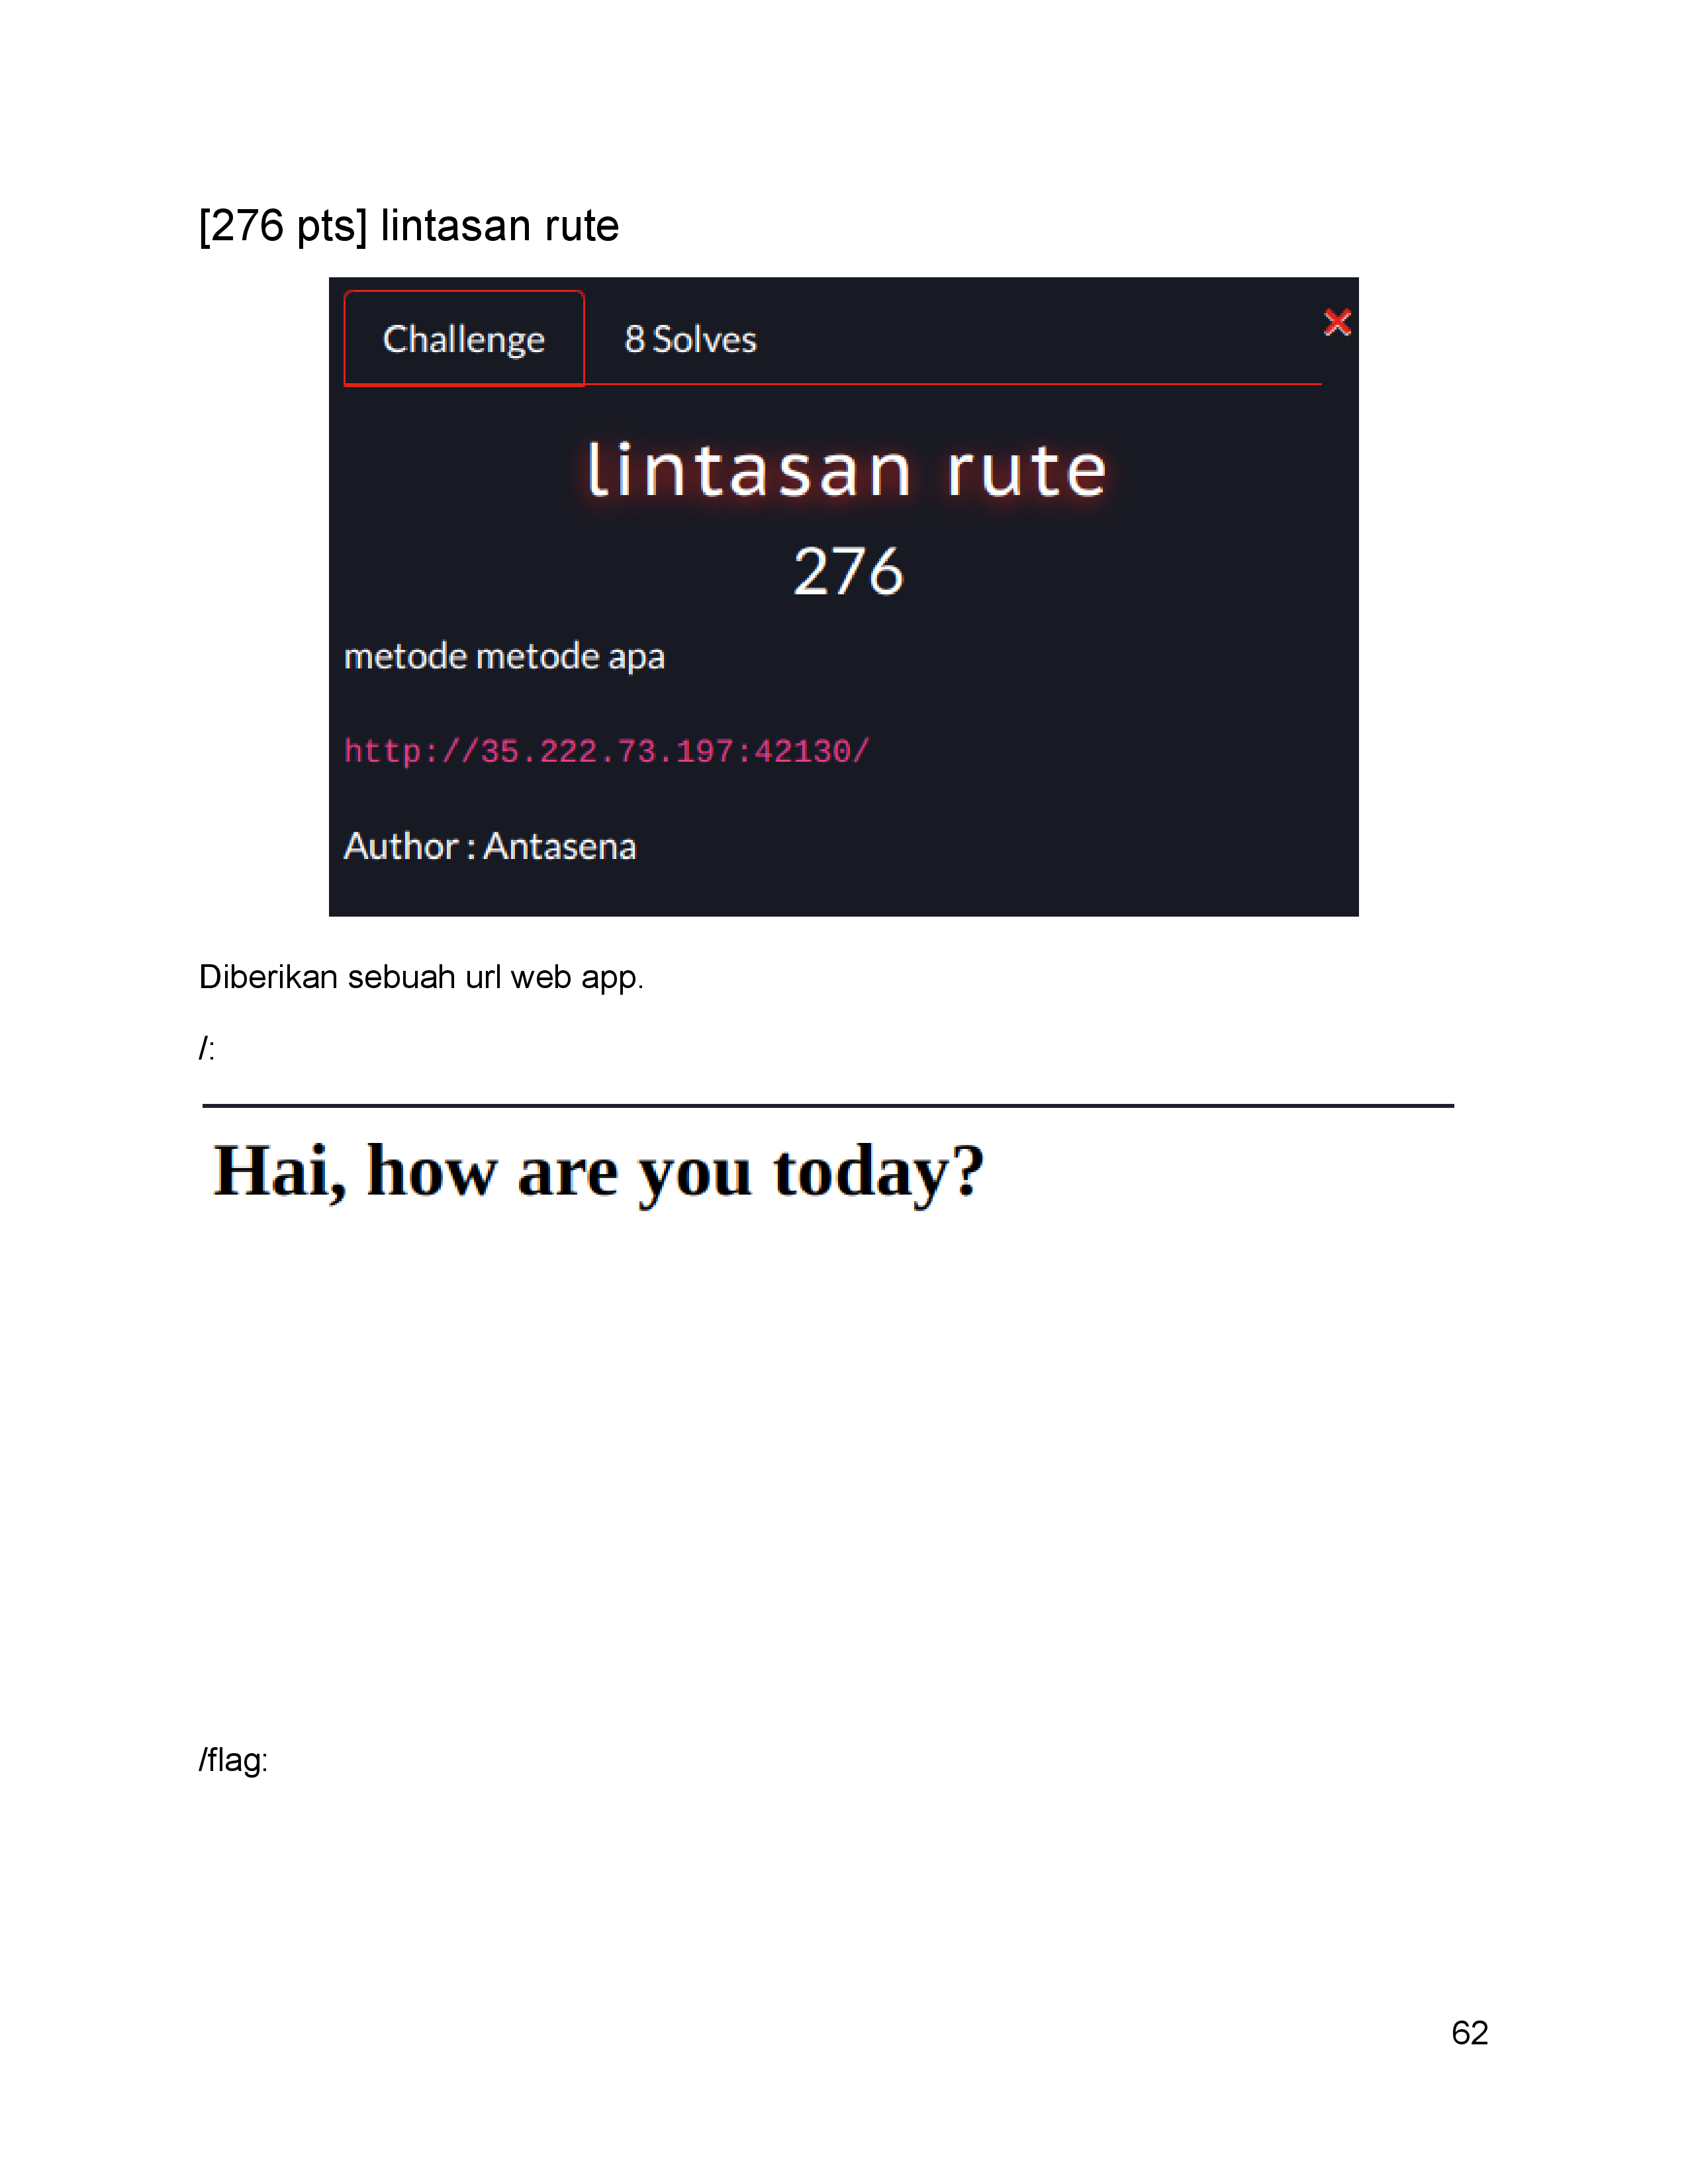 [276 pts] lintasan rute
Challenge
8 Solves
lintasan rute
276
metode metode apa
http://35.222.73.197:42130/
Author : Antasena
Diberikan sebuah url web app.
/:
Hai, how are you today?
/flag:
62